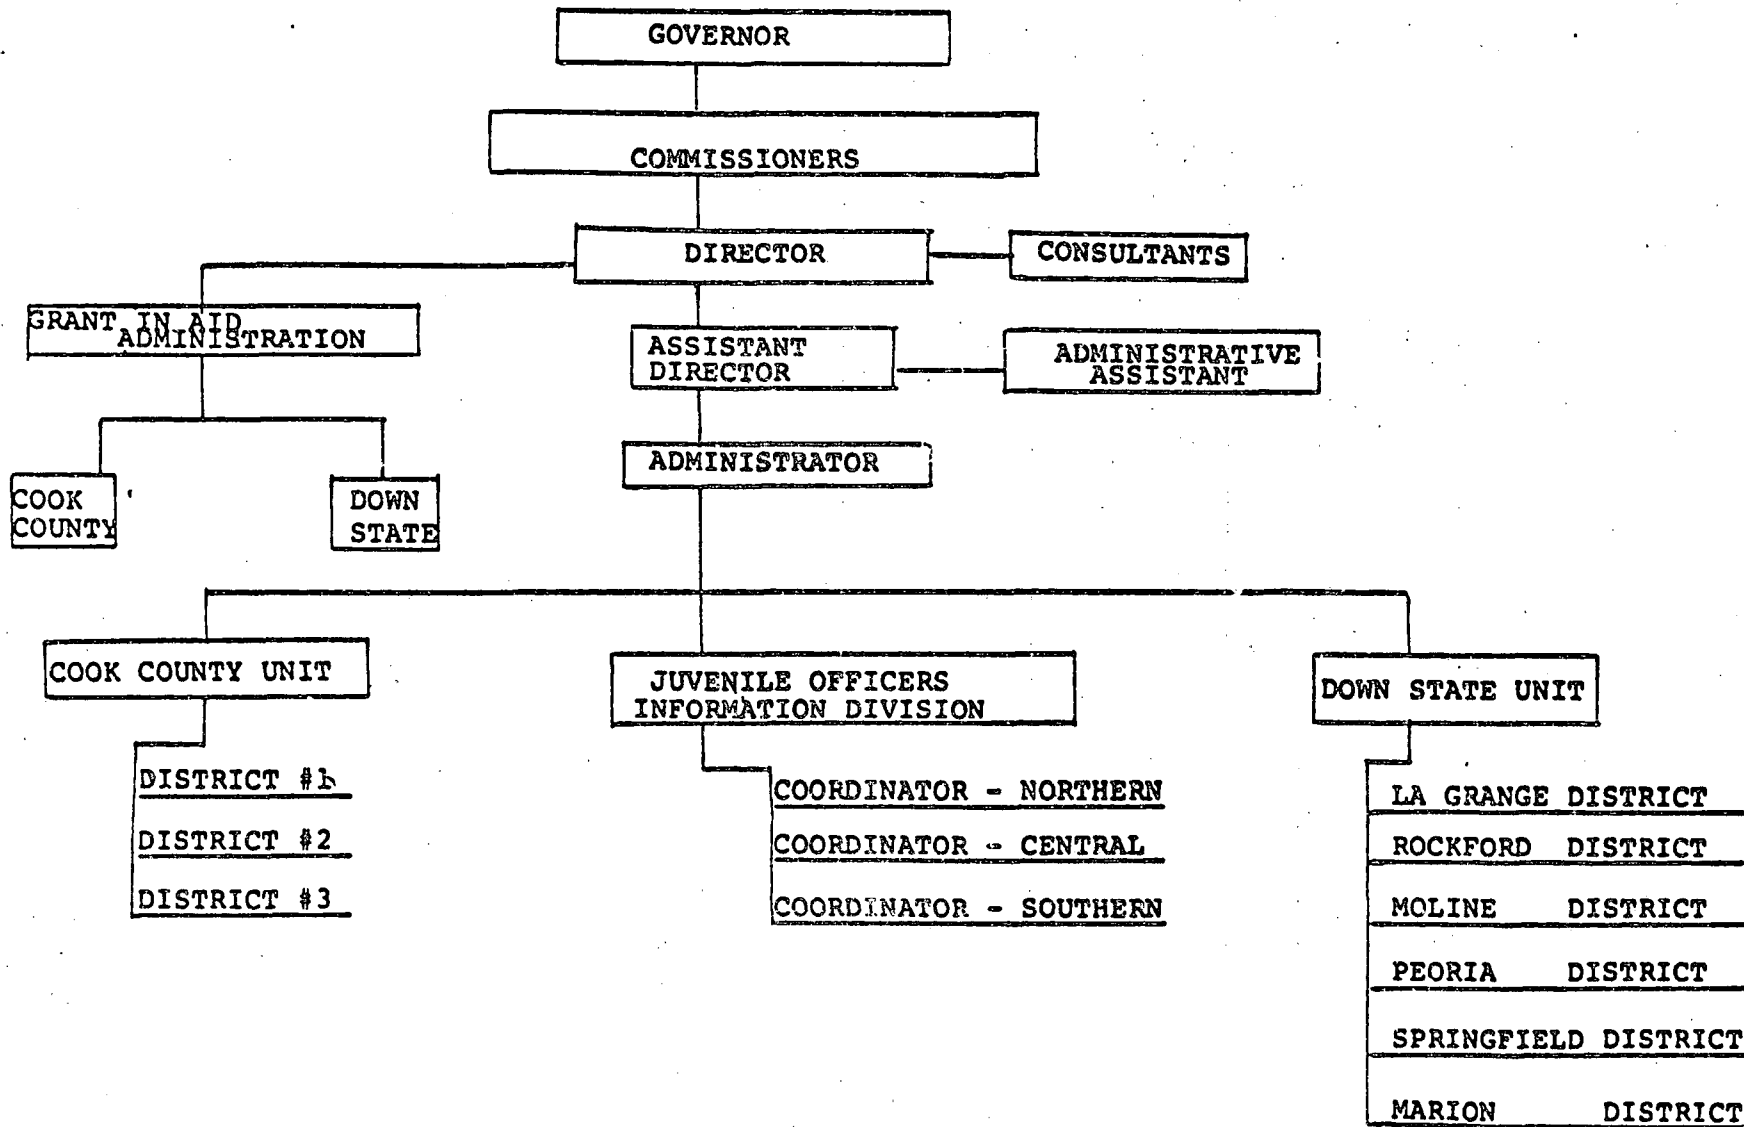 GOVERNOR
COMMISSIONERS
DIRECTOR
CONSULTANTS
GRANT IN AID
ADMINISTRATION
ASSISTANT
DIRECTOR
ADMINISTRATIVE
ASSISTANT
ADMINISTRATOR
COOK
COUNTY
DOWN
STATE
COOK COUNTY UNIT
JUVENILE OFFICERS
INFORMATION DIVISION
DOWN STATE UNIT
DISTRICT #1
DISTRICT #2
DISTRICT #3
COORDINATOR - NORTHERN
COORDINATOR - CENTRAL
COORDINATOR - SOUTHERN
LA GRANGE DISTRICT
ROCKFORD DISTRICT
MOLINE DISTRICT
PEORIA DISTRICT
SPRINGFIELD DISTRICT
MARION DISTRICT